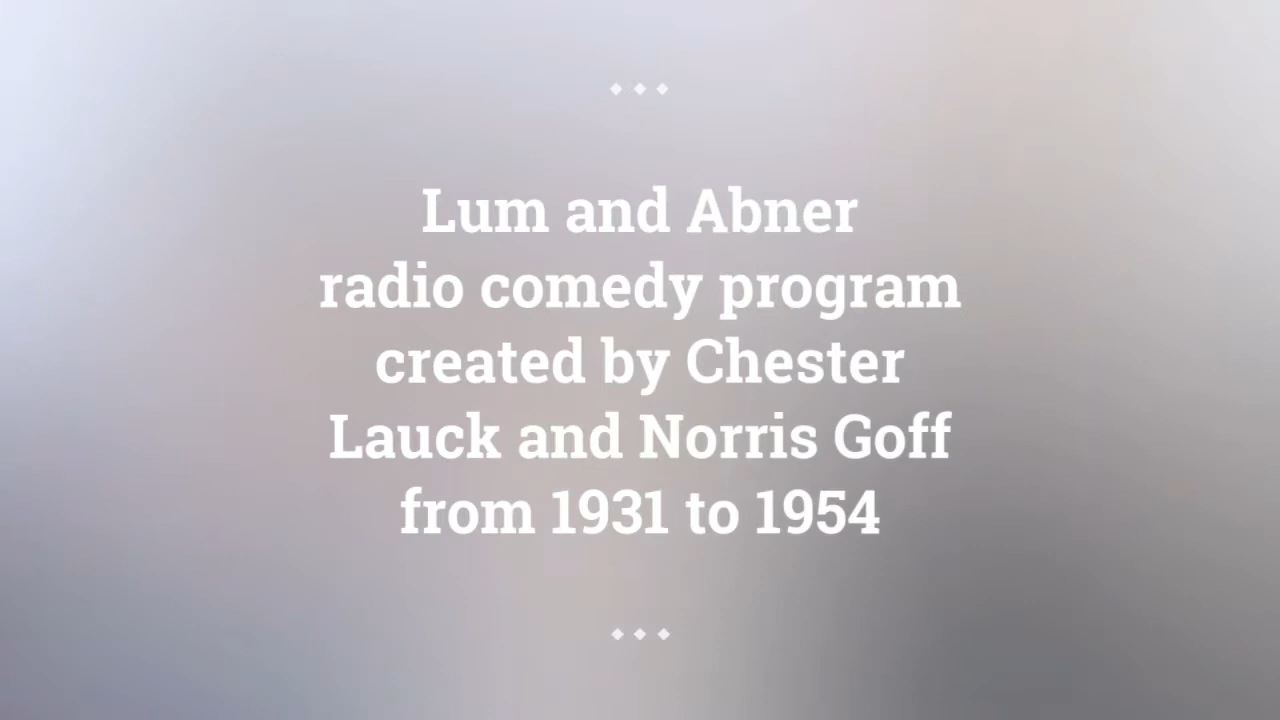 Lum and Abner
radio comedy program
created by Chester
Lauck and Norris Goff
from 1931 to 1954